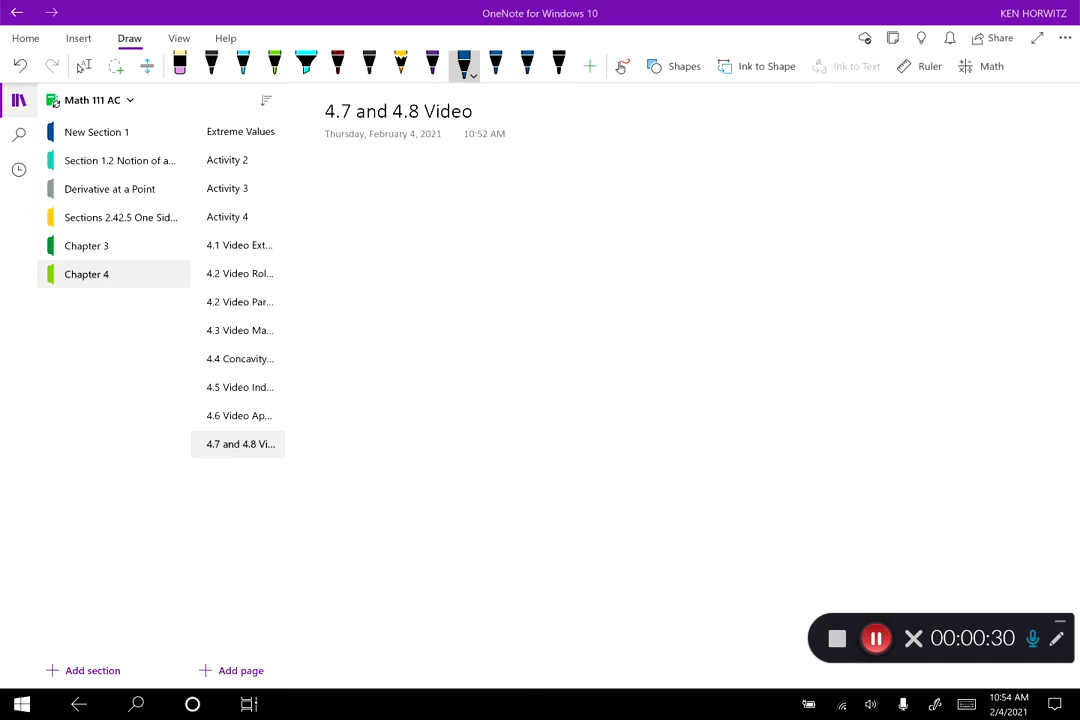 OneNote for Windows 10
KEN HORWITZ
Home
Insert
Draw
View
Help
Share
Shapes
Ink to Shape
Ink to Text
Ruler
Math
Math 111 AC
New Section 1
Section 1.2 Notion of a...
Derivative at a Point
Sections 2.42.5 One Sid...
Chapter 3
Chapter 4
Add section
Extreme Values
Activity 2
Activity 3
Activity 4
4.1 Video Ext...
4.2 Video Rol...
4.2 Video Par...
4.3 Video Ma...
4.4 Concavity...
4.5 Video Ind...
4.6 Video Ap...
4.7 and 4.8 Vi...
Add page
4.7 and 4.8 Video
Thursday, February 4, 2021 10:52 AM
00:00:30
10:54 AM
2/4/2021